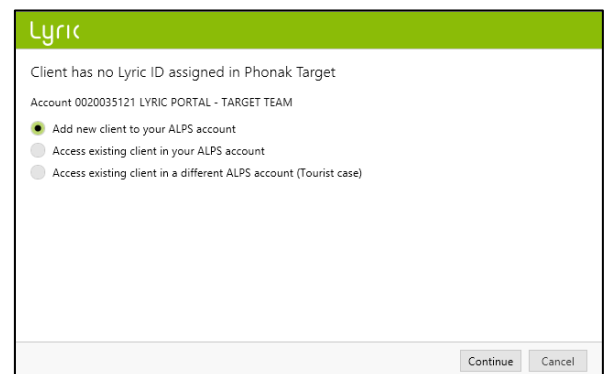 Lyric
Client has no Lyric ID assigned in Phonak Target
Account 0020035121 LYRIC PORTAL - TARGET TEAM
Add new client to your ALPS account
Access existing client in your ALPS account
Access existing client in a different ALPS account (Tourist case)
Continue Cancel